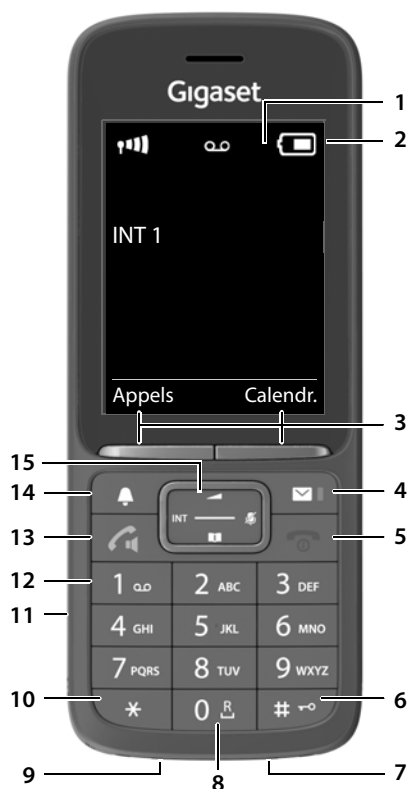 Gigaset
1
2
INT 1
Appels Calendr.
3
15
14
4
INT
13
5
12
1 2 ABC 3 DEF
11
4 GHI 5 JKL 6 MNO
7 PQRS 8 TUV 9 WXYZ
10
* 0 R #
6
9
8
7